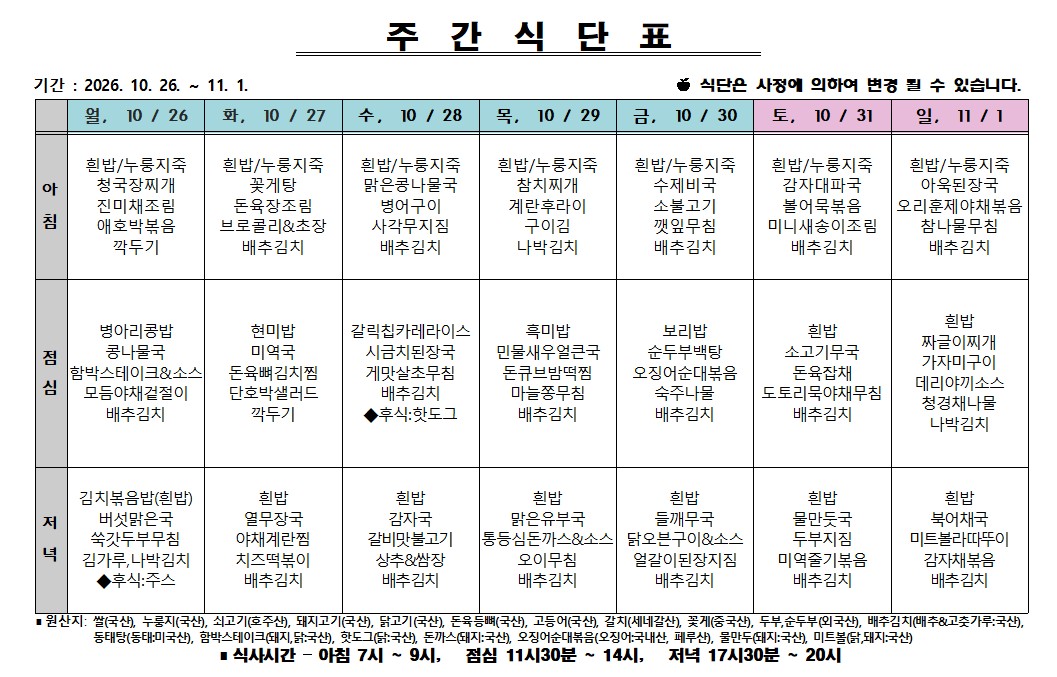 주 간 식 단 표
기간 : 2026. 10. 26. ~ 11. 1.
식단은 사정에 의하여 변경 될 수 있습니다.
월, 10 / 26
화, 10 / 27
수, 10 / 28
목, 10 / 29
금, 10 / 30
토, 10 / 31
일, 11 / 1
아침
흰밥/누룽지죽
청국장찌개
진미채조림
애호박볶음
깍두기
흰밥/누룽지죽
꽃게탕
돈육장조림
브로콜리&초장
배추김치
흰밥/누룽지죽
맑은콩나물국
병어구이
사각무지짐
배추김치
흰밥/누룽지죽
참치찌개
계란후라이
구이김
나박김치
흰밥/누룽지죽
수제비국
소불고기
깻잎무침
배추김치
흰밥/누룽지죽
감자대파국
볼어묵볶음
미니새송이조림
배추김치
흰밥/누룽지죽
아욱된장국
오리훈제야채볶음
참나물무침
배추김치
점심
병아리콩밥
콩나물국
함박스테이크&소스
모듬야채겉절이
배추김치
현미밥
미역국
돈육뼈김치찜
단호박샐러드
깍두기
갈릭칩카레라이스
시금치된장국
게맛살초무침
배추김치
◆후식:핫도그
흑미밥
민물새우얼큰국
돈큐브밤떡찜
마늘쫑무침
배추김치
보리밥
순두부백탕
오징어순대볶음
숙주나물
배추김치
흰밥
소고기무국
돈육잡채
도토리묵야채무침
배추김치
흰밥
짜글이찌개
가자미구이
데리야끼소스
청경채나물
나박김치
저녁
김치볶음밥(흰밥)
버섯맑은국
쑥갓두부무침
김가루,나박김치
◆후식:주스
흰밥
열무장국
야채계란찜
치즈떡볶이
배추김치
흰밥
감자국
갈비맛불고기
상추&쌈장
배추김치
흰밥
맑은유부국
통등심돈까스&소스
오이무침
배추김치
흰밥
들깨무국
닭오븐구이&소스
얼갈이된장지짐
배추김치
흰밥
물만둣국
두부지짐
미역줄기볶음
배추김치
흰밥
북어채국
미트볼라따뚜이
감자채볶음
배추김치
∎원산지: 쌀(국산), 누룽지(국산), 쇠고기(호주산), 돼지고기(국산), 닭고기(국산), 돈육등뼈(국산), 고등어(국산), 갈치(세네갈산), 꽃게(중국산), 두부,순두부(외국산), 배추김치(배추&고춧가루:국산),
동태탕(동태:미국산), 함박스테이크(돼지,닭:국산), 핫도그(닭:국산), 돈까스(돼지:국산), 오징어순대볶음(오징어:국내산, 페루산), 물만두(돼지:국산), 미트볼(닭,돼지:국산)
∎식사시간 - 아침 7시 ~ 9시, 점심 11시30분 ~ 14시, 저녁 17시30분 ~ 20시